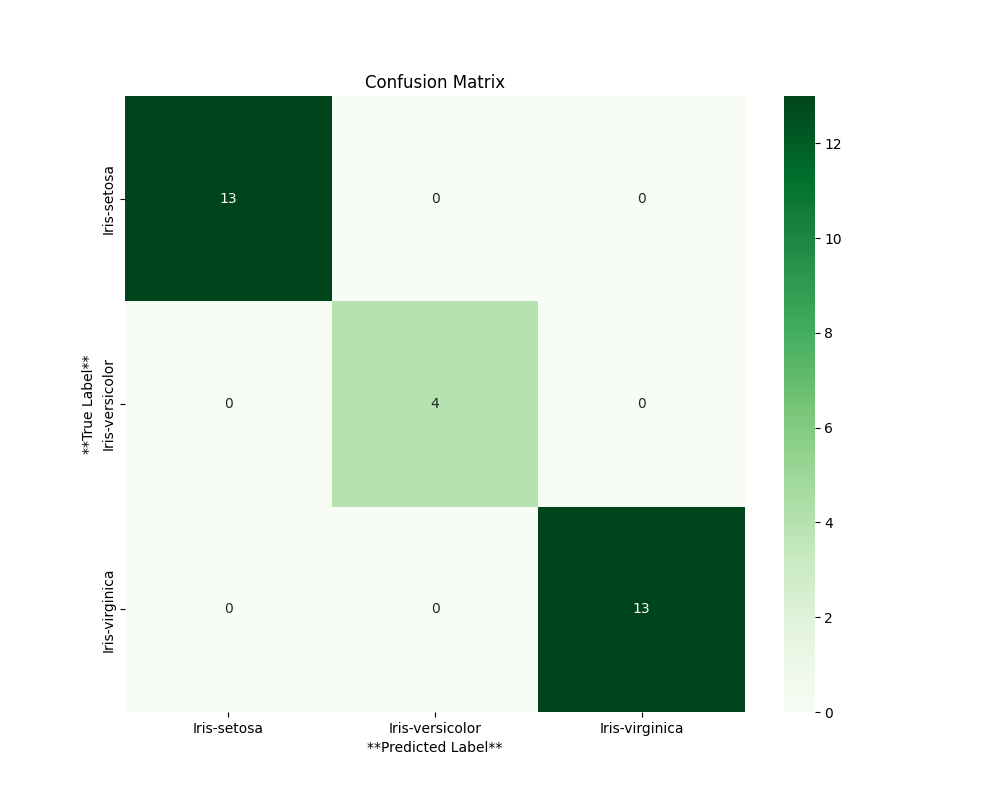 Confusion Matrix
**True Label**
Iris-setosa
13
0
0
Iris-versicolor
0
4
0
Iris-virginica
0
0
13
Iris-setosa
Iris-versicolor
Iris-virginica
**Predicted Label**
12
10
8
6
4
2
0